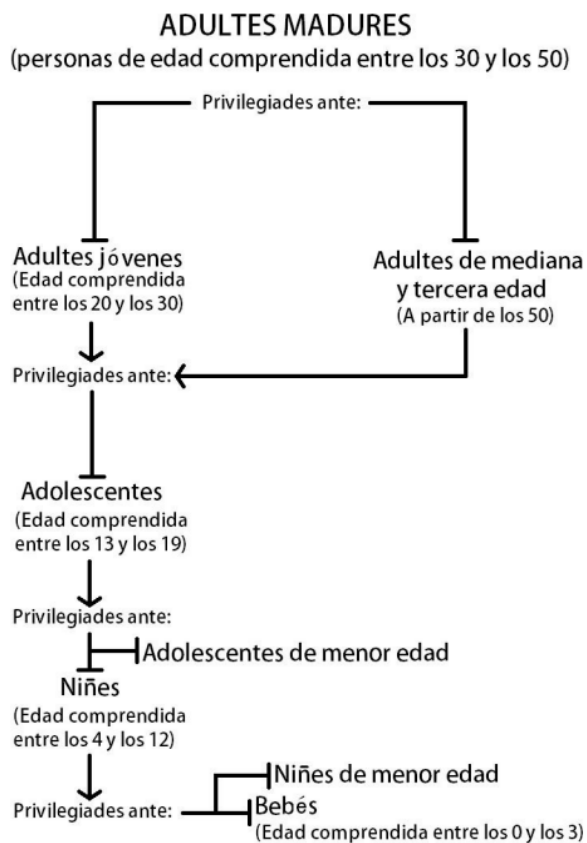 ADULTES MADURES
(personas de edad comprendida entre los 30 y los 50)
Privilegiades ante:
Adultes jóvenes
(Edad comprendida
entre los 20 y los 30)
Adultes de mediana
y tercera edad
(A partir de los 50)
Privilegiades ante:
Adolescentes
(Edad comprendida
entre los 13 y los 19)
Privilegiades ante:
Adolescentes de menor edad
Niñes
(Edad comprendida
entre los 4 y los 12)
Privilegiades ante:
Niñes de menor edad
Bebés
(Edad comprendida entre los 0 y los 3)